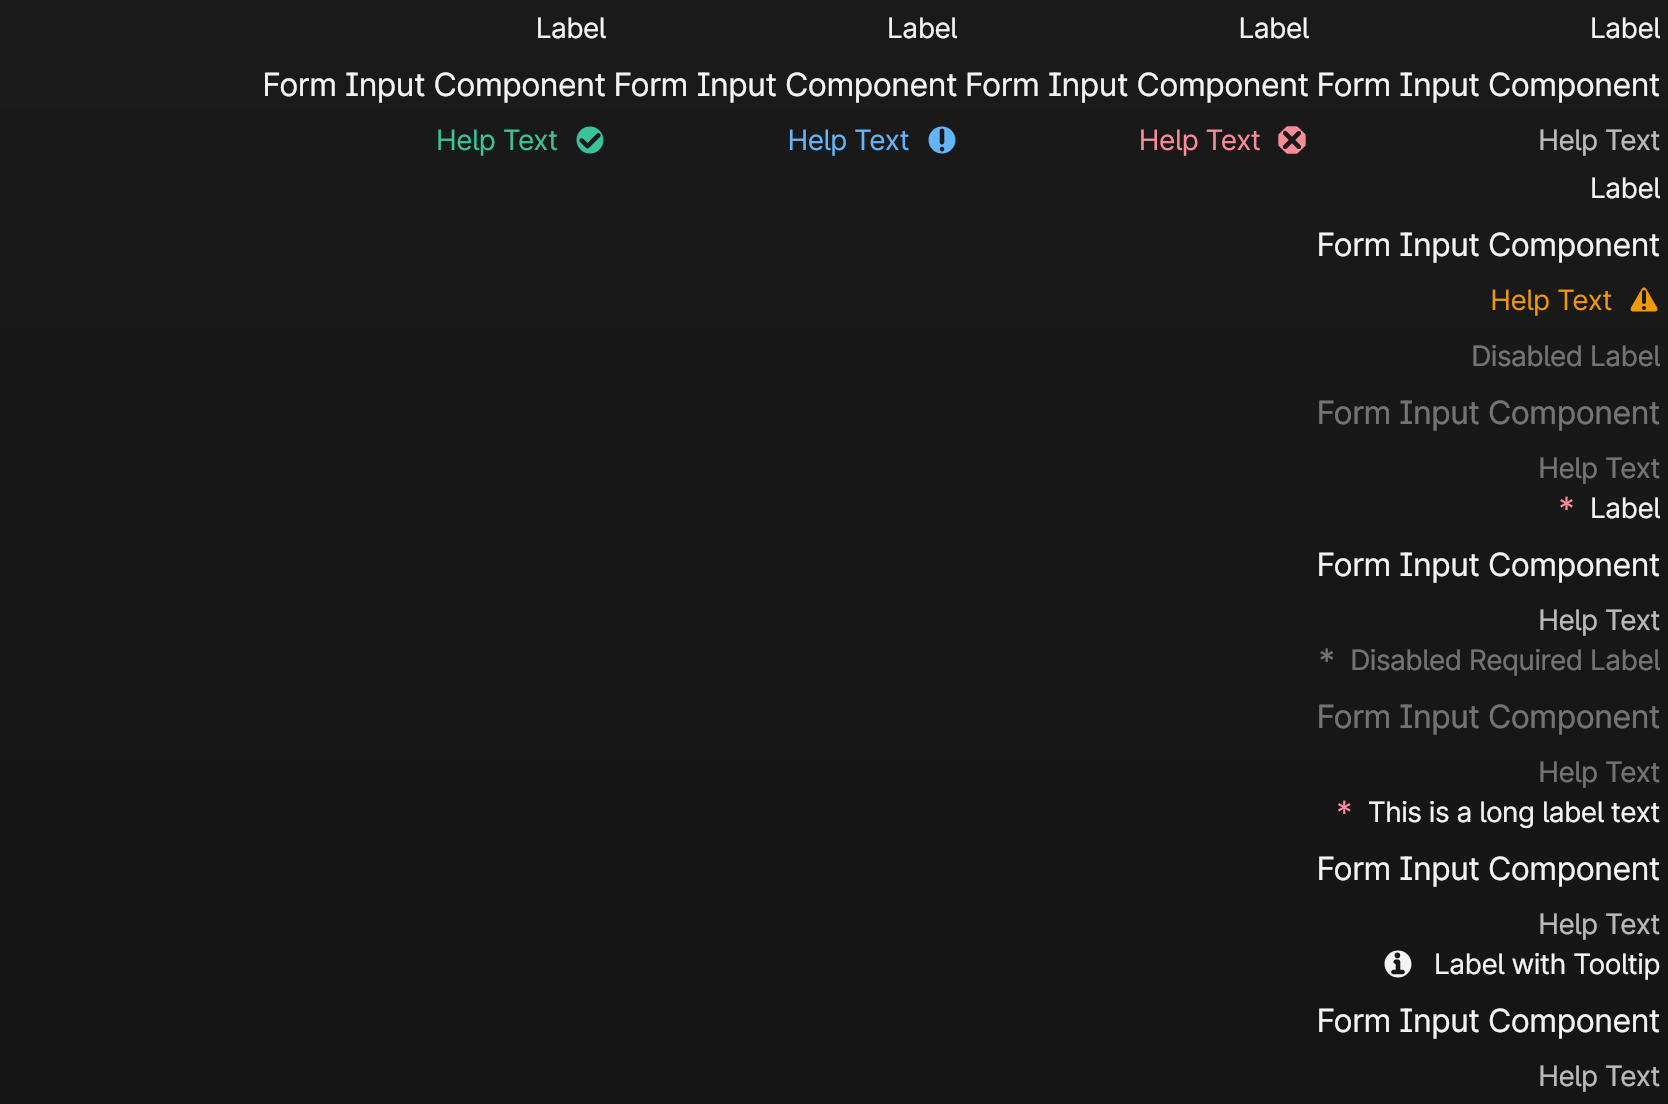 Label Label Label Label
Form Input Component Form Input Component Form Input Component Form Input Component
Help Text Help Text Help Text Help Text
Label
Form Input Component
Help Text
Disabled Label
Form Input Component
Help Text
* Label
Form Input Component
Help Text
* Disabled Required Label
Form Input Component
Help Text
* This is a long label text
Form Input Component
Help Text
Label with Tooltip
Form Input Component
Help Text